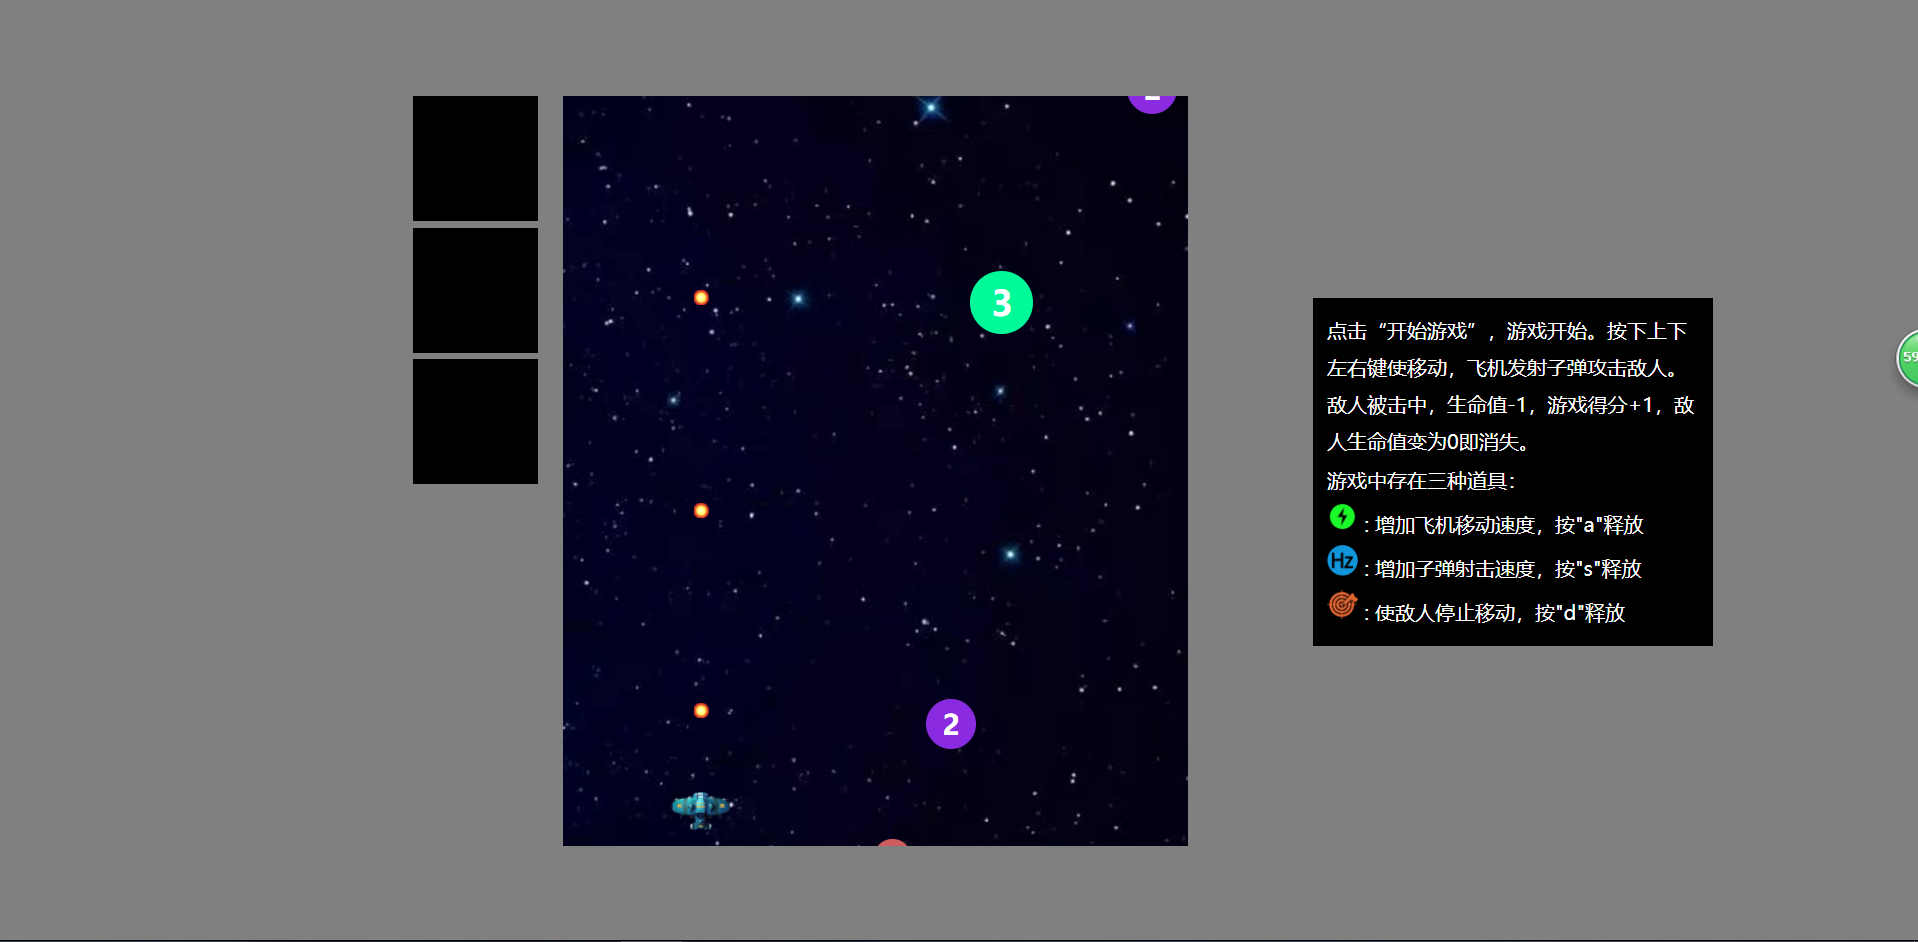 3
2
点击“开始游戏”，游戏开始。按下上下
左右键使移动，飞机发射子弹攻击敌人。
敌人被击中，生命值-1，游戏得分+1，敌
人生命值变为0即消失。
游戏中存在三种道具：
：增加飞机移动速度，按"a"释放
Hz：增加子弹射击速度，按"s"释放
：使敌人停止移动，按"d"释放